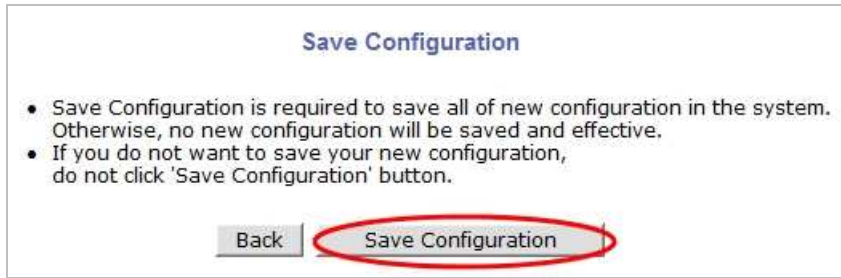 Save Configuration
• Save Configuration is required to save all of new configuration in the system.
Otherwise, no new configuration will be saved and effective.
• If you do not want to save your new configuration,
do not click 'Save Configuration' button.
Back Save Configuration